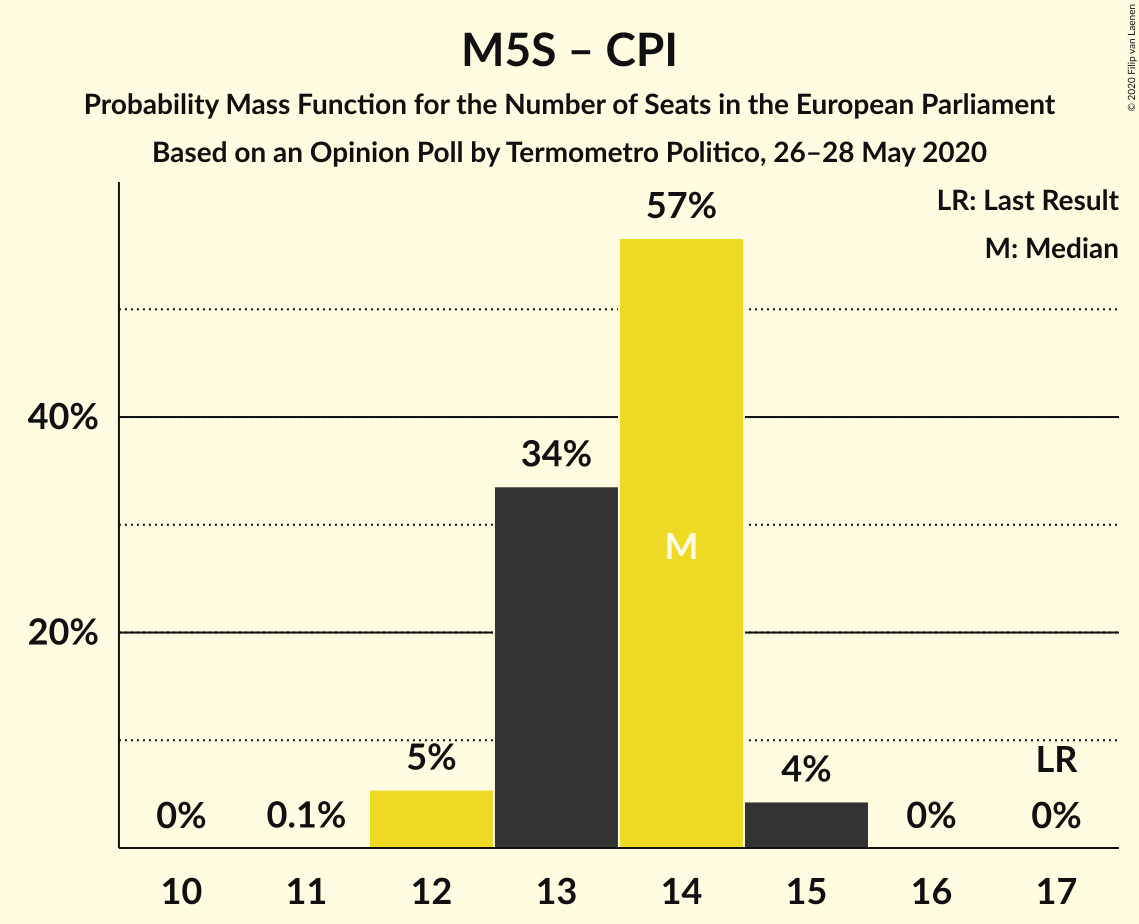 M5S – CPI
Probability Mass Function for the Number of Seats in the European Parliament
Based on an Opinion Poll by Termometro Politico, 26–28 May 2020
© 2020 Filip van Laenen
LR: Last Result
M: Median
57%
40%
34%
M
20%
5%
4%
LR
0%
0.1%
0%
0%
10 11 12 13 14 15 16 17